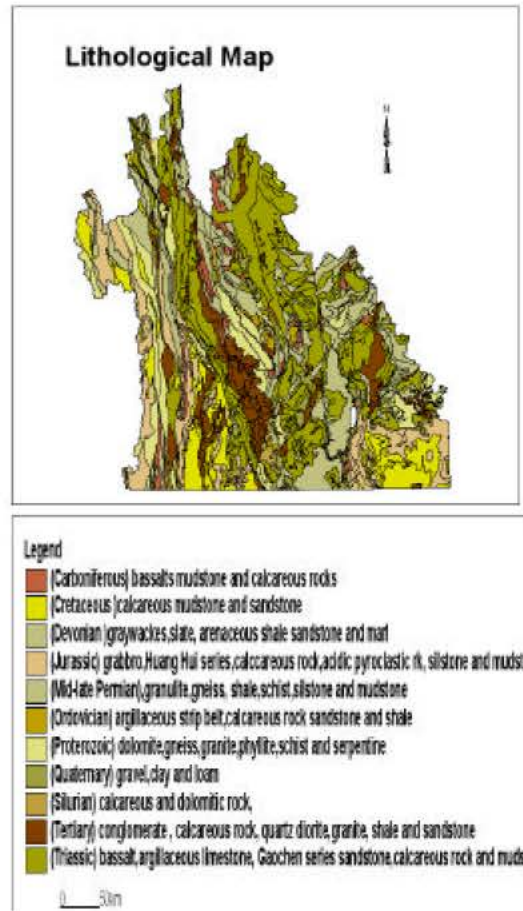 Lithological Map
N
Legend
(Carboniferous) bassalts mudstone and calcareous rocks
(Cretaceous )calcareous mudstone and sandstone
(Devonian )graywackes,slate, arenaceous shale sandstone and marl
(Jurassic) grabbro,Huang Hui series,calccareous rock,acidic pyroclastic rk, silstone and mudst
(Mid-late Permian),granulite,gneiss, shale,schist,silstone and mudstone
(Ordovician) argillaceous strip belt,calcareous rock sandstone and shale
(Proterozoic) dolomite,gneiss,granite,phyllite,schist and serpentine
(Quaternary) gravel,clay and loam
(Silurian) calcareous and dolomitic rock,
(Tertiary) conglomerate , calcareous rock, quartz diorite,granite, shale and sandstone
(Triassic) bassalt,argillaceous limestone, Gaochen series sandstone,calcareous rock and muds
0 50km